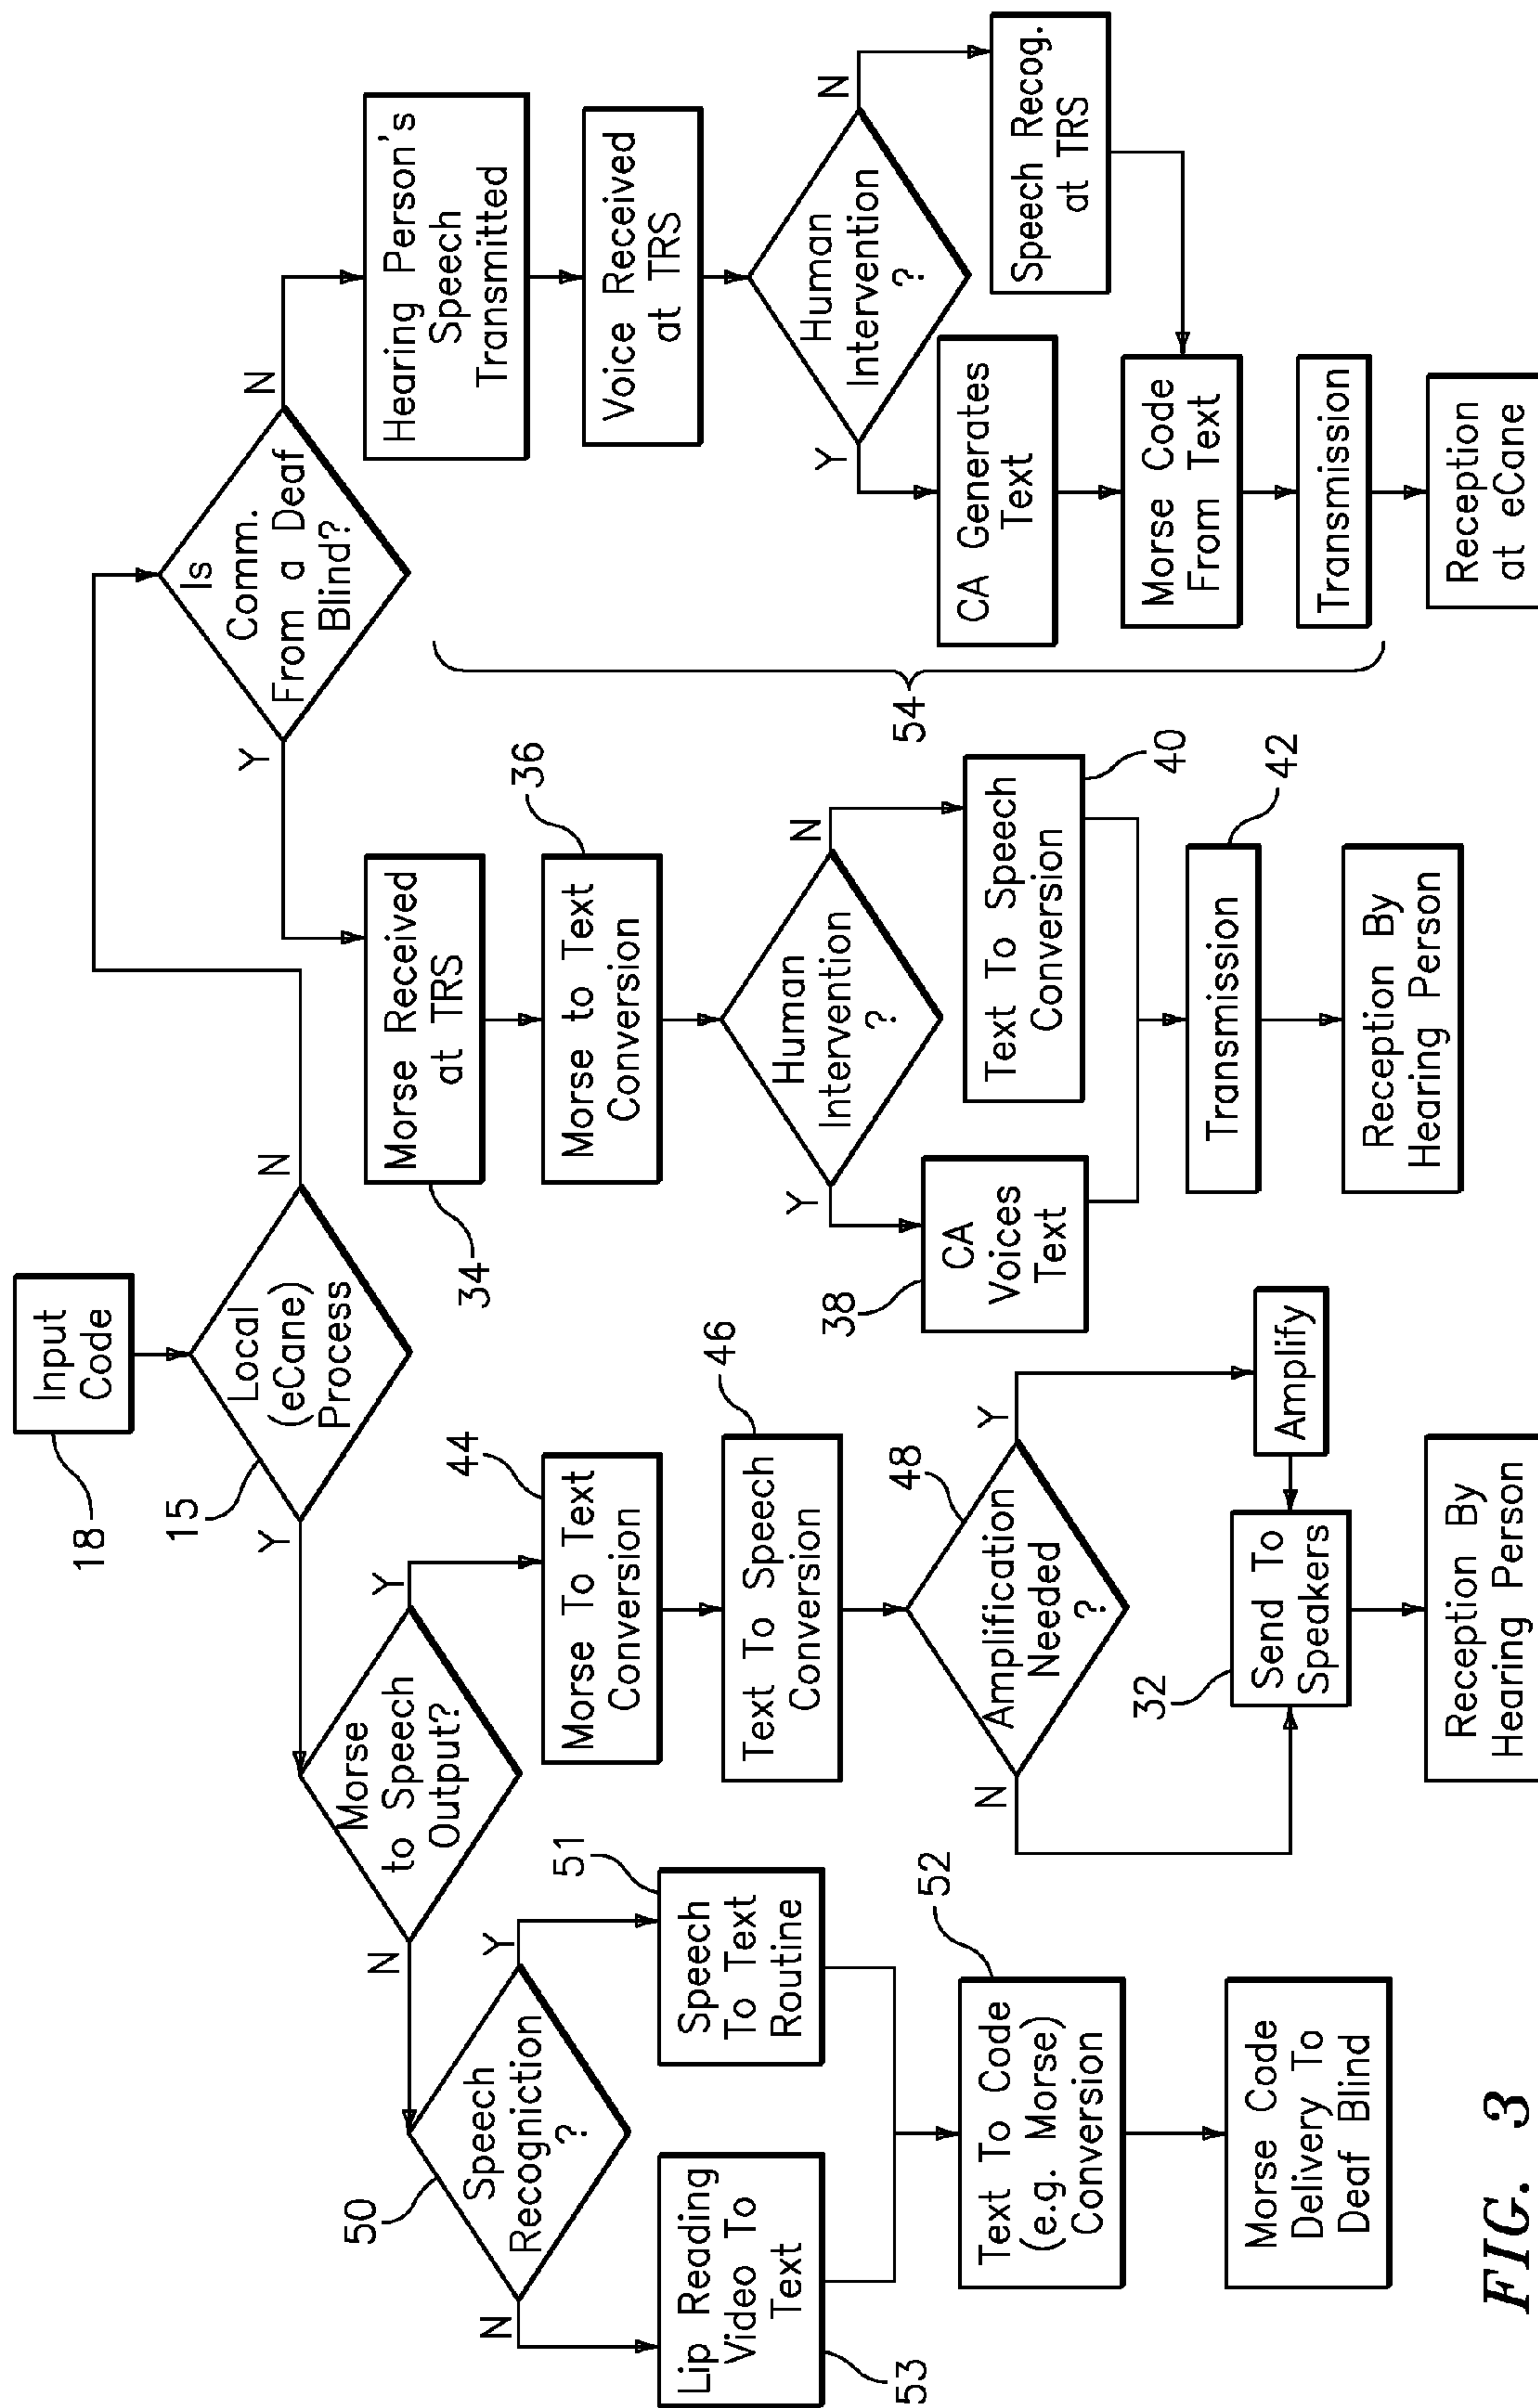 Input
Code
18
Local
(eCane)
Process
15
Y
N
Morse
to Speech
Output?
N
Y
Speech
Recogniction
?
50
N
Y
Lip Reading
Video To
Text
53
Speech
To Text
Routine
51
Text To Code
(e.g. Morse)
Conversion
52
Morse Code
Delivery To
Deaf Blind
Morse To Text
Conversion
44
Text To Speech
Conversion
46
Amplification
Needed
?
48
N
Y
Amplify
Send To
Speakers
32
Reception By
Hearing Person
Is
Comm.
From a Deaf
Blind?
Y
N
Morse Received
at TRS
34
Morse to Text
Conversion
36
Human
Intervention
?
Y
N
CA
Voices
Text
38
Text To Speech
Conversion
40
Transmission
42
Reception By
Hearing Person
54
Hearing Person's
Speech
Transmitted
Voice Received
at TRS
Human
Intervention
?
Y
N
CA Generates
Text
Speech Recog.
at TRS
Morse Code
From Text
Transmission
Reception
at eCane
FIG. 3